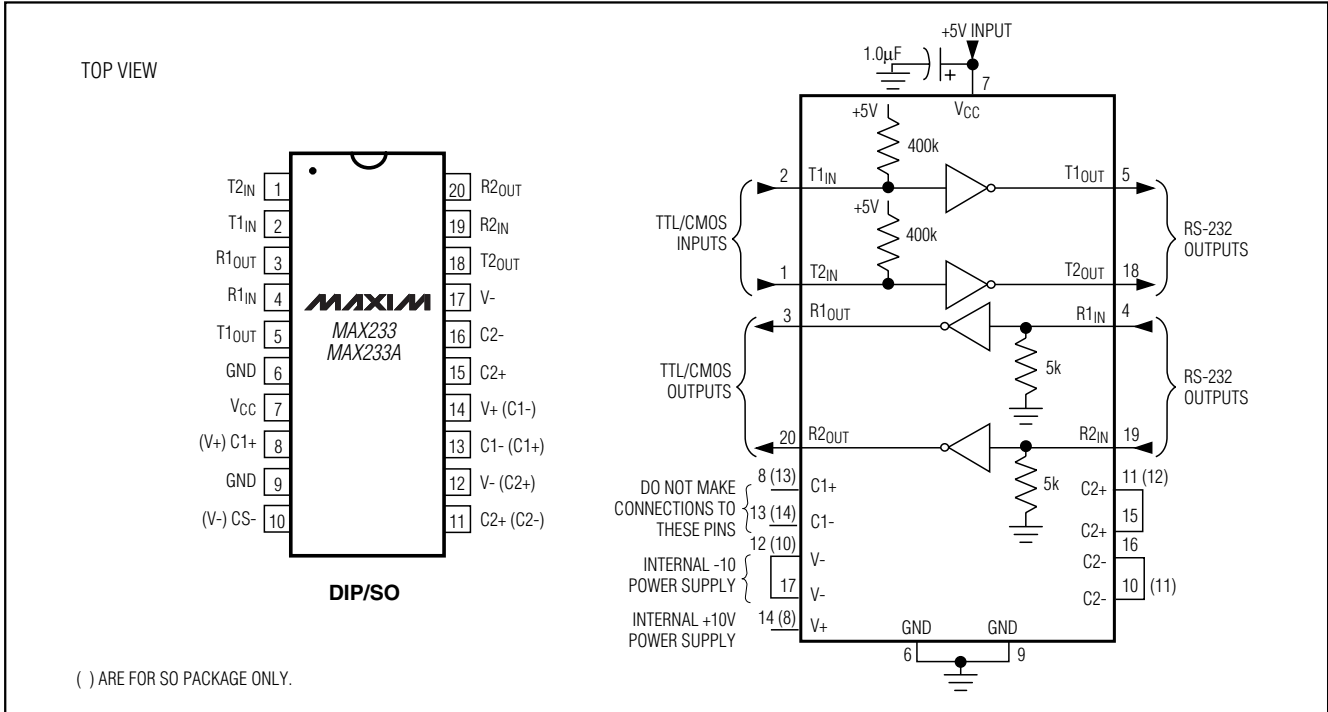 TOP VIEW
T2IN 1
T1IN 2
R1OUT 3
R1IN 4
T1OUT 5
GND 6
VCC 7
(V+) C1+ 8
GND 9
(V-) CS- 10
MAXIM
MAX233
MAX233A
20 R2OUT
19 R2IN
18 T2OUT
17 V-
16 C2-
15 C2+
14 V+ (C1-)
13 C1- (C1+)
12 V- (C2+)
11 C2+ (C2-)
DIP/SO
( ) ARE FOR SO PACKAGE ONLY.
+5V INPUT
1.0µF
+
7
VCC
+5V
400k
2 T1IN
T1OUT 5
+5V
400k
TTL/CMOS
INPUTS
RS-232
OUTPUTS
1 T2IN
T2OUT 18
3 R1OUT
R1IN 4
5k
TTL/CMOS
OUTPUTS
RS-232
OUTPUTS
20 R2OUT
R2IN 19
5k
8 (13) C1+
DO NOT MAKE
CONNECTIONS TO
THESE PINS
13 (14) C1-
12 (10) V-
INTERNAL -10
POWER SUPPLY
17 V-
INTERNAL +10V
POWER SUPPLY
14 (8) V+
C2+ 11 (12)
C2+ 15
C2- 16
C2- 10 (11)
GND GND
6 9